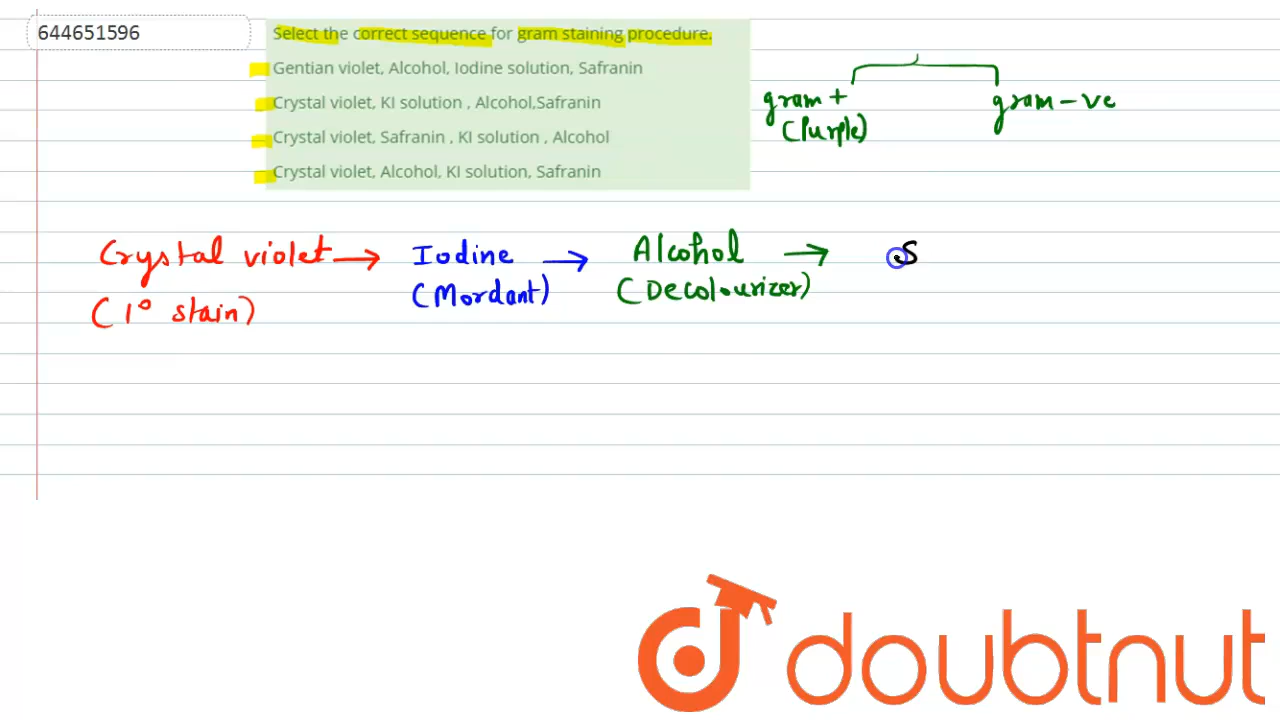 644651596
Select the correct sequence for gram staining procedure.
Gentian violet, Alcohol, Iodine solution, Safranin
Crystal violet, KI solution , Alcohol,Safranin
Crystal violet, Safranin , KI solution , Alcohol
Crystal violet, Alcohol, KI solution, Safranin
gram + gram - ve
(Purple)
Crystal violet → Iodine → Alcohol → S
(1° stain) (Mordant) (Decolourizer)
doubtnut